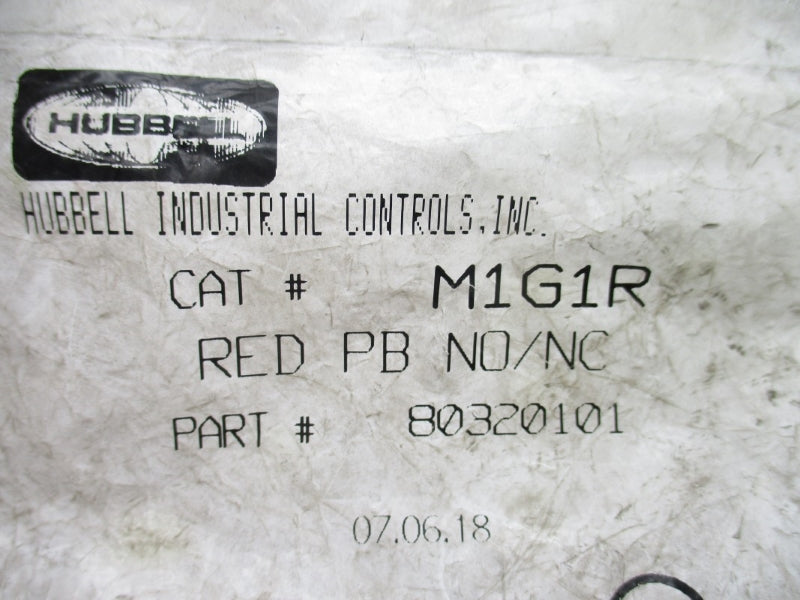 HUBBELL
HUBBELL INDUSTRIAL CONTROLS, INC.
CAT # M1G1R
RED PB NO/NC
PART # 80320101
07.06.18